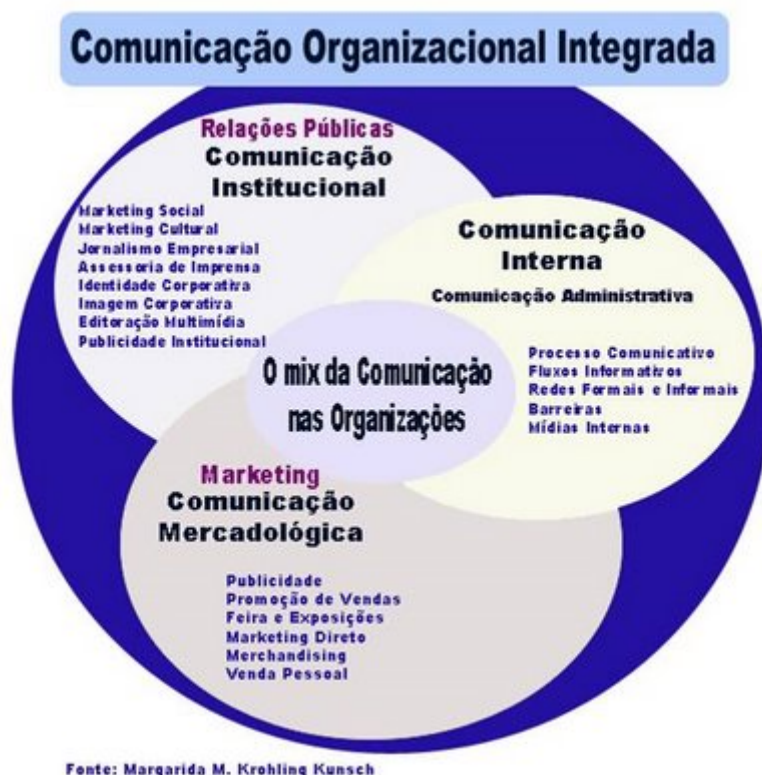 Comunicação Organizacional Integrada
Relações Públicas
Comunicação
Institucional
Marketing Social
Marketing Cultural
Jornalismo Empresarial
Assessoria de Imprensa
Identidade Corporativa
Imagem Corporativa
Editoração Multimídia
Publicidade Institucional
Comunicação
Interna
Comunicação Administrativa
Processo Comunicativo
Fluxos Informativos
Redes Formais e Informais
Barreiras
Mídias Internas
O mix da Comunicação
nas Organizações
Marketing
Comunicação
Mercadológica
Publicidade
Promoção de Vendas
Feira e Exposições
Marketing Direto
Merchandising
Venda Pessoal
Fonte: Margarida M. Krohling Kunsch